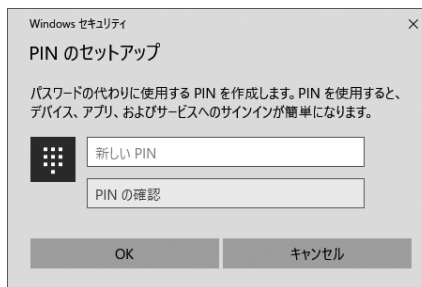 Windows セキュリティ
PIN のセットアップ
パスワードの代わりに使用する PIN を作成します。PIN を使用すると、
デバイス、アプリ、およびサービスへのサインインが簡単になります。
新しい PIN
PIN の確認
OK
キャンセル